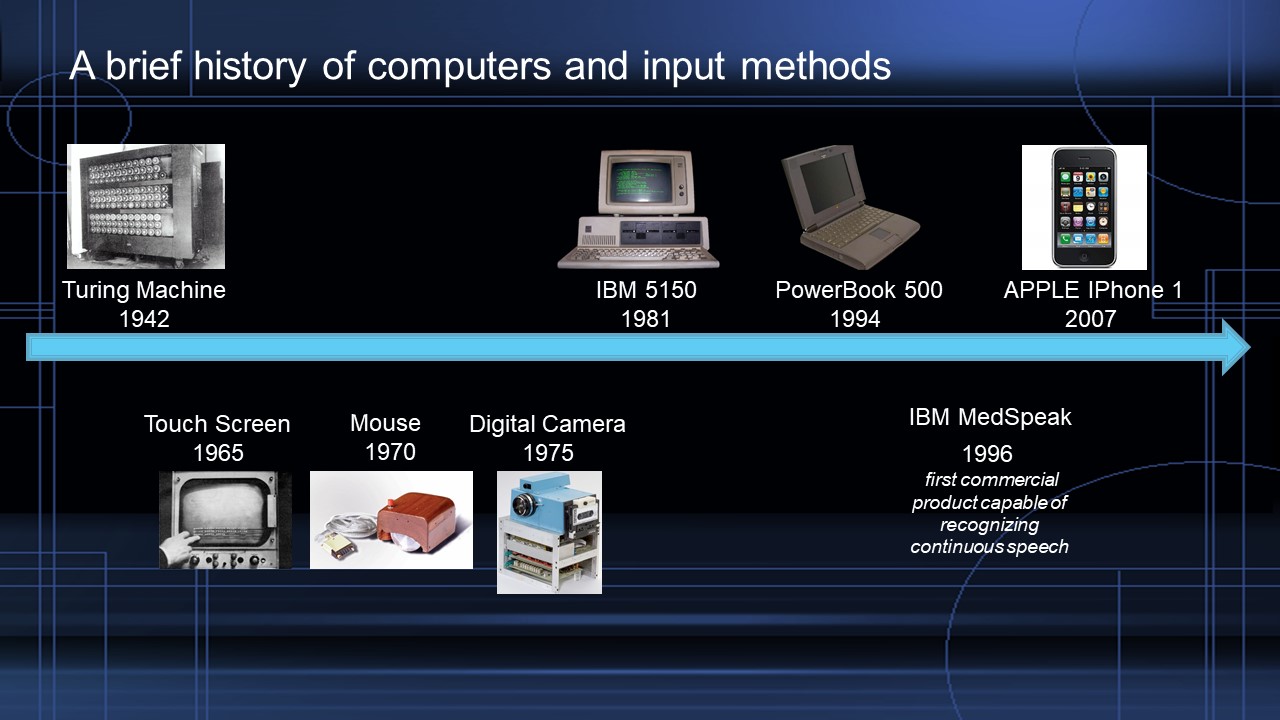 A brief history of computers and input methods
Turing Machine
1942
IBM 5150
1981
PowerBook 500
1994
APPLE IPhone 1
2007
Touch Screen
1965
Mouse
1970
Digital Camera
1975
IBM MedSpeak
1996
first commercial
product capable of
recognizing
continuous speech